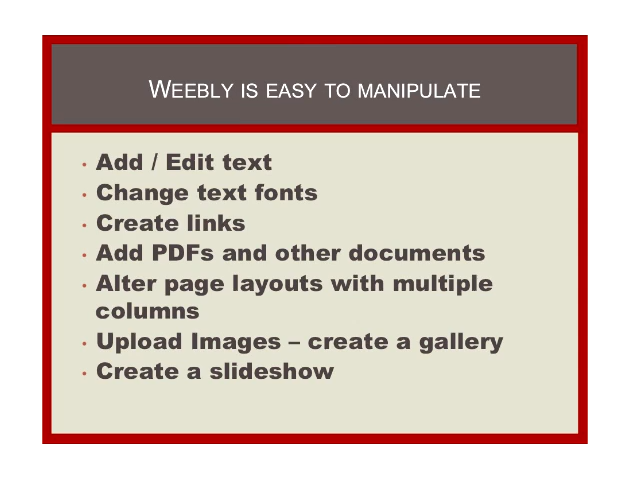 WEEBLY IS EASY TO MANIPULATE
• Add / Edit text
• Change text fonts
• Create links
• Add PDFs and other documents
• Alter page layouts with multiple
columns
• Upload Images – create a gallery
• Create a slideshow